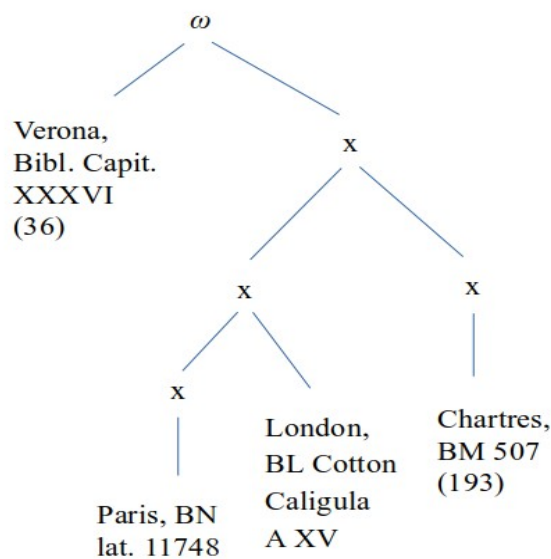 ω
Verona,
Bibl. Capit.
XXXVI
(36)
x
x
x
x
Paris, BN
lat. 11748
London,
BL Cotton
Caligula
A XV
Chartres,
BM 507
(193)